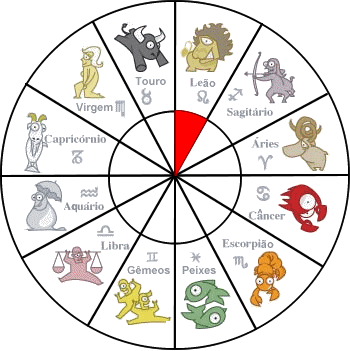 Touro
Leão
Virgem
Sagitário
Capricórnio
Áries
Aquário
Câncer
Libra
Escorpião
Gêmeos
Peixes